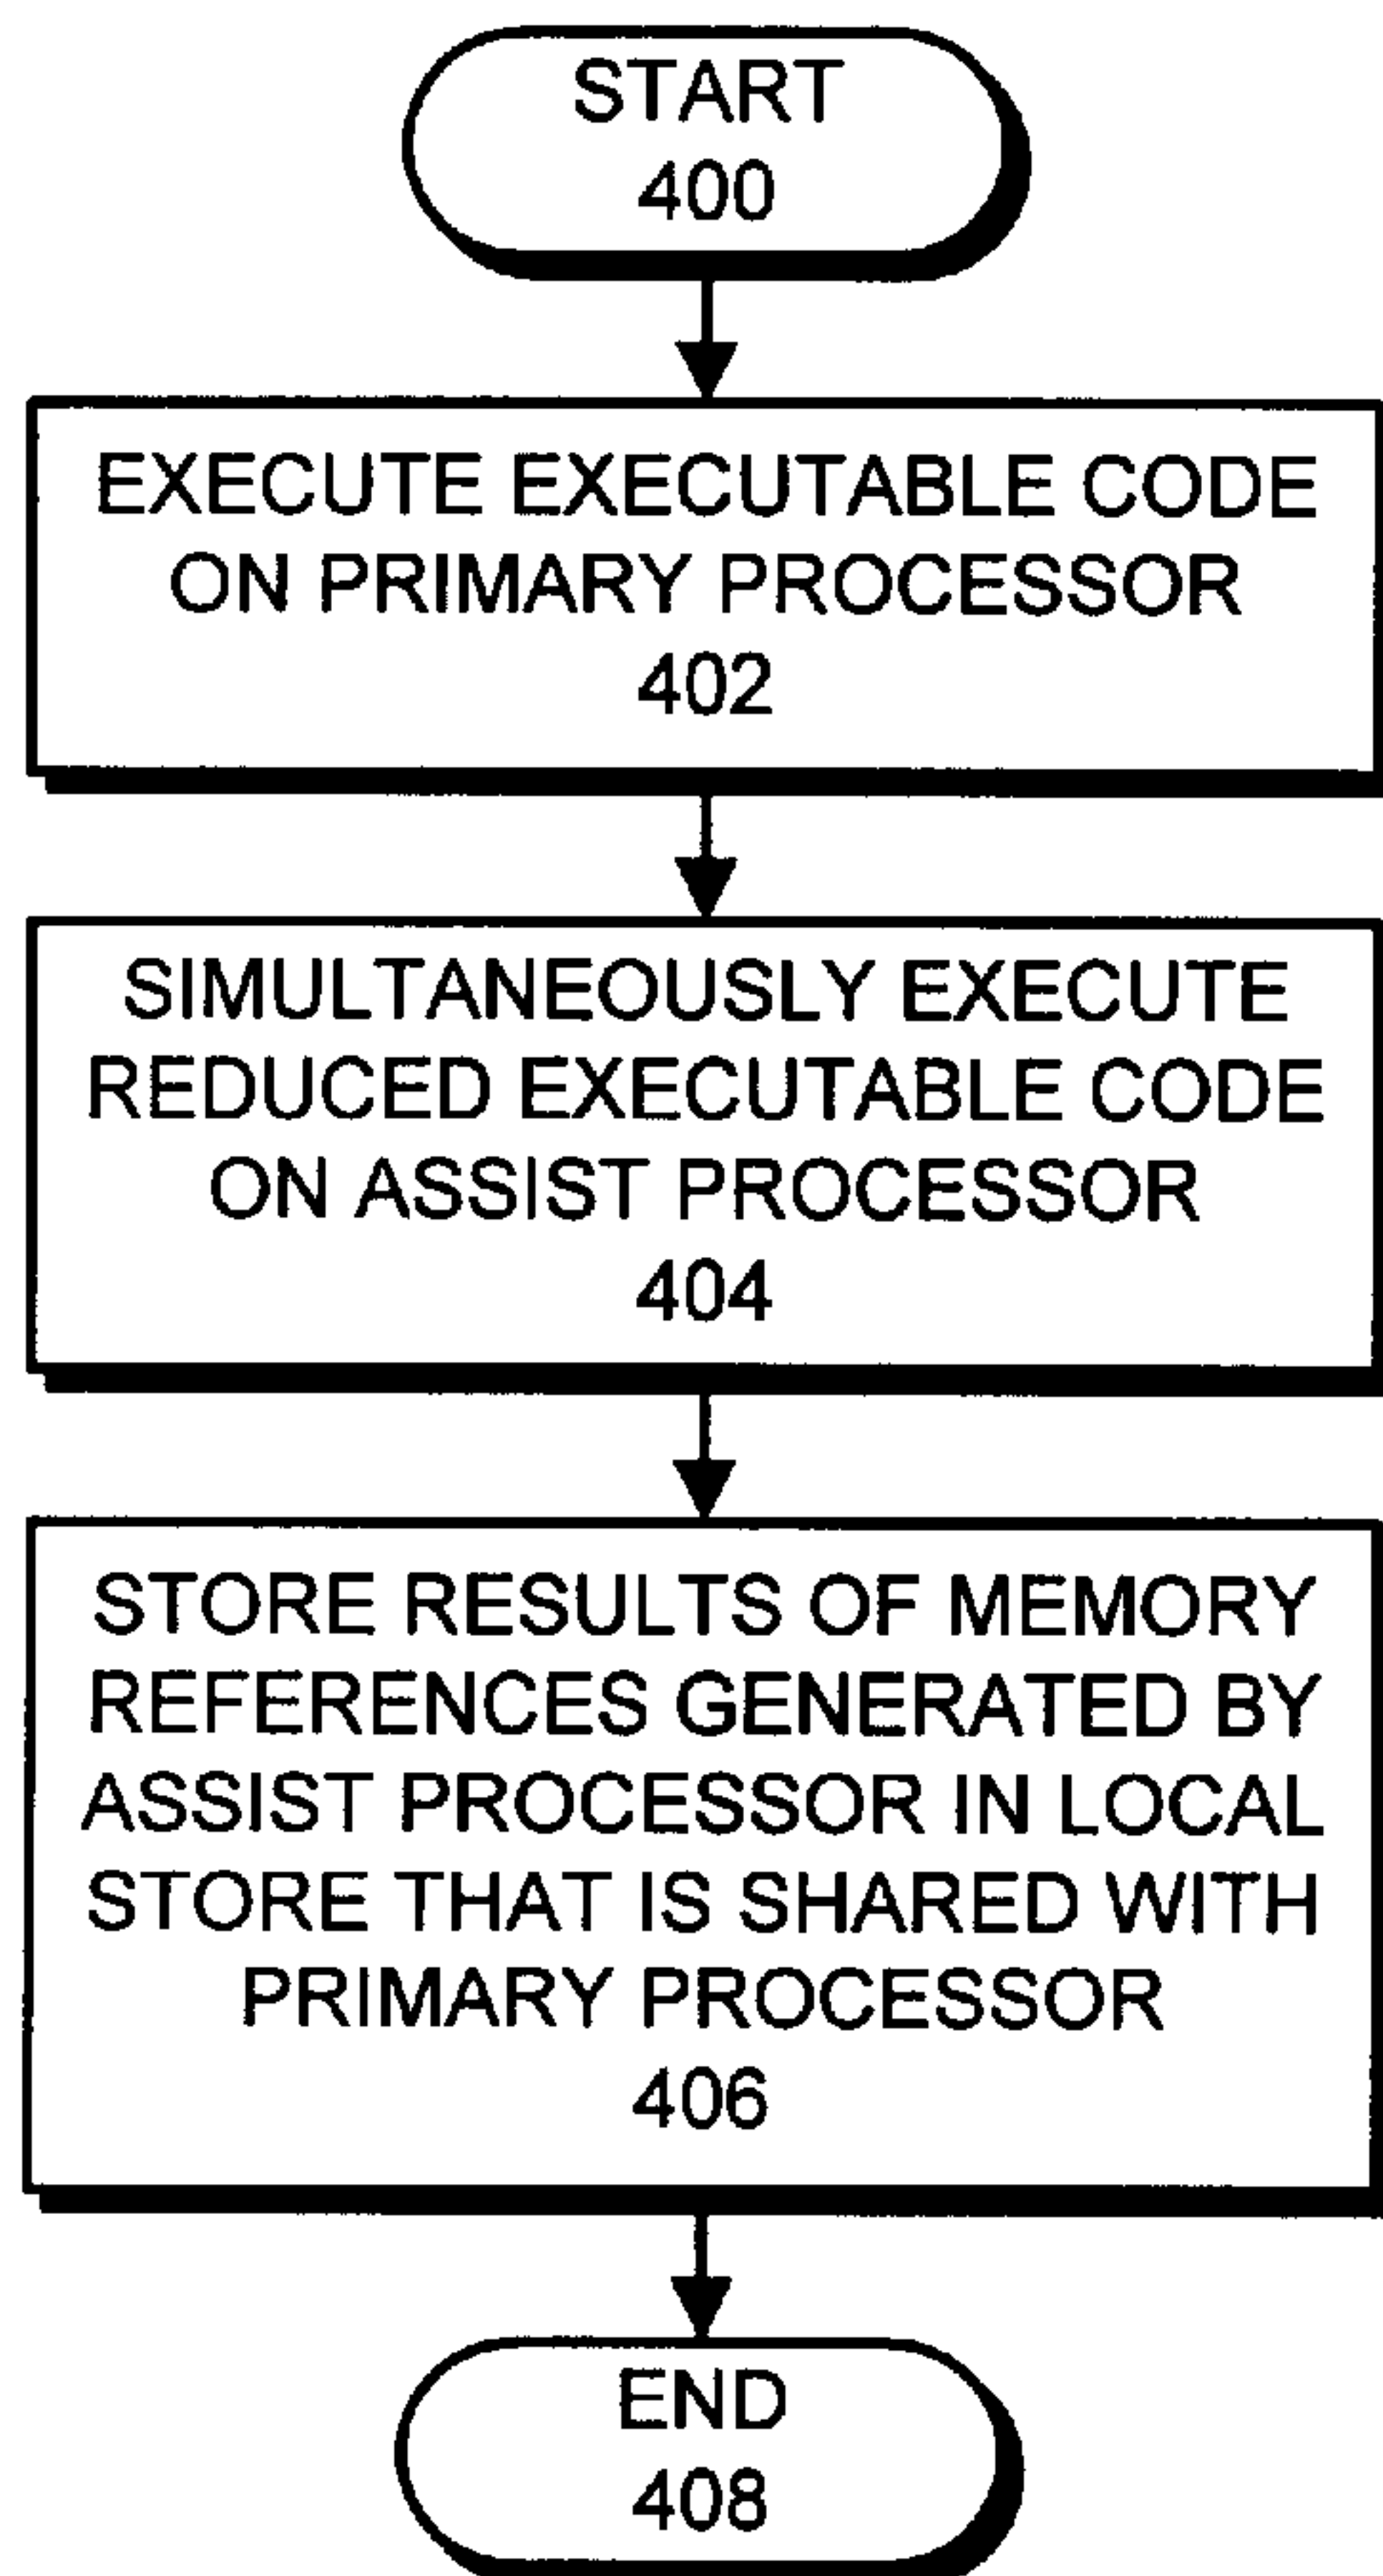 START
400
EXECUTE EXECUTABLE CODE
ON PRIMARY PROCESSOR
402
SIMULTANEOUSLY EXECUTE
REDUCED EXECUTABLE CODE
ON ASSIST PROCESSOR
404
STORE RESULTS OF MEMORY
REFERENCES GENERATED BY
ASSIST PROCESSOR IN LOCAL
STORE THAT IS SHARED WITH
PRIMARY PROCESSOR
406
END
408